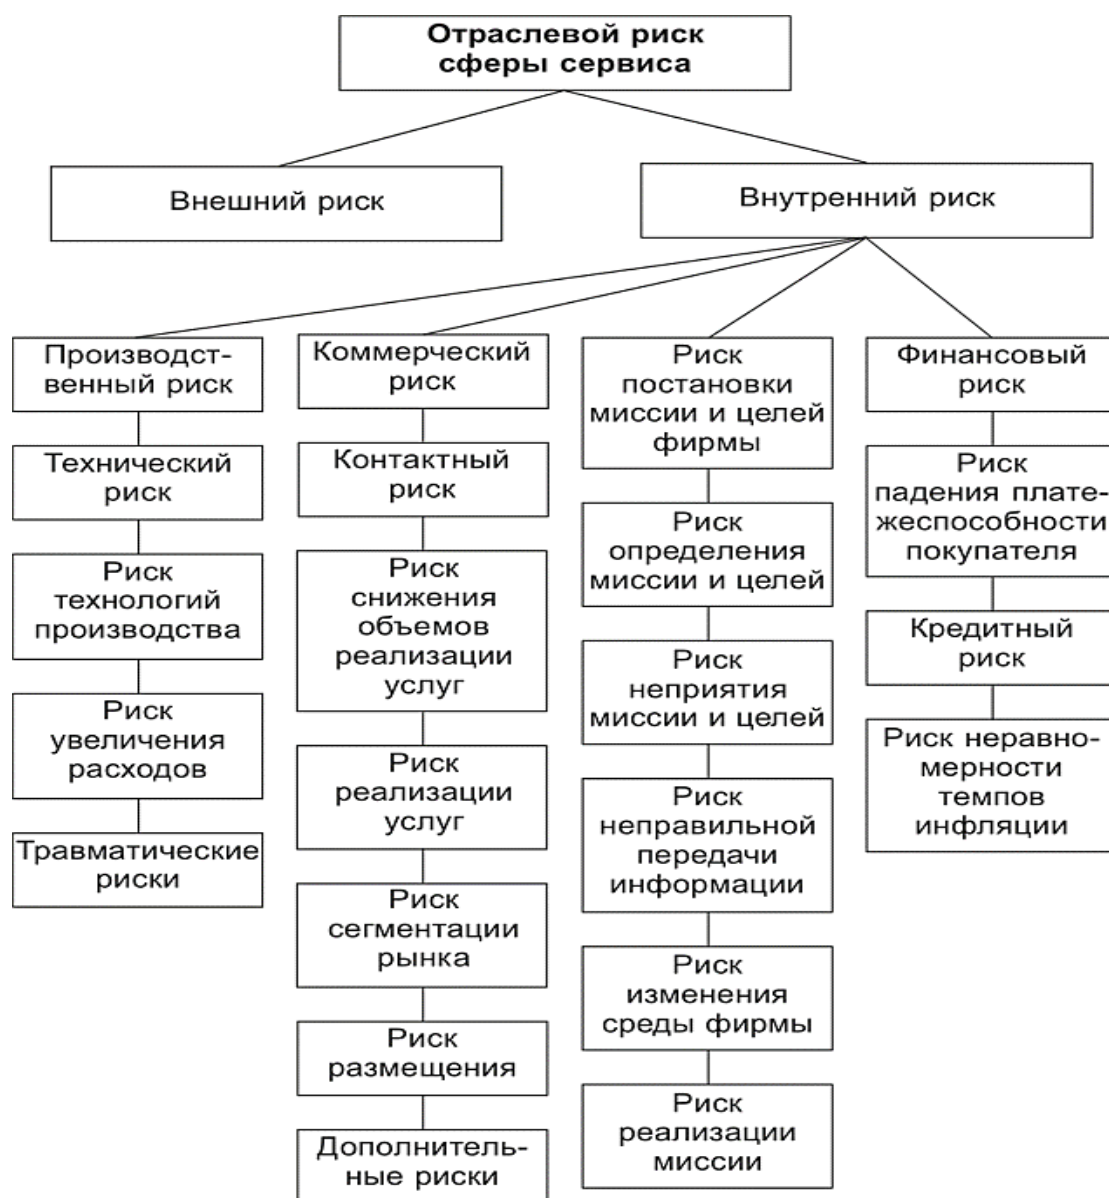 Отраслевой риск
сферы сервиса
Внешний риск
Внутренний риск
Производст-
венный риск
Технический
риск
Риск
технологий
производства
Риск
увеличения
расходов
Травматические
риски
Коммерческий
риск
Контактный
риск
Риск
снижения
объемов
реализации
услуг
Риск
реализации
услуг
Риск
сегментации
рынка
Риск
размещения
Дополнитель-
ные риски
Риск
постановки
миссии и целей
фирмы
Риск
определения
миссии и целей
Риск
неприятия
миссии и целей
Риск
неправильной
передачи
информации
Риск
изменения
среды фирмы
Риск
реализации
миссии
Финансовый
риск
Риск
падения плате-
жеспособности
покупателя
Кредитный
риск
Риск неравно-
мерности
темпов
инфляции